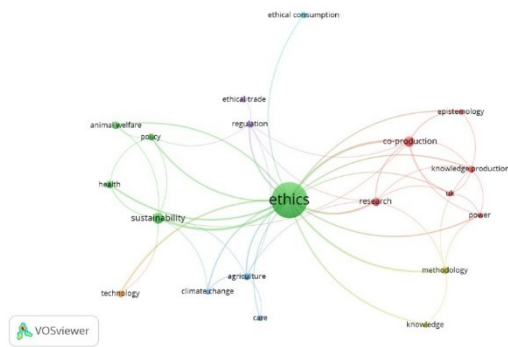 ethical consumption
ethical trade
regulation
epistemology
animal welfare
policy
co-production
knowledge production
health
uk
ethics
research
power
sustainability
methodology
agriculture
technology
climate change
care
knowledge
VOSviewer